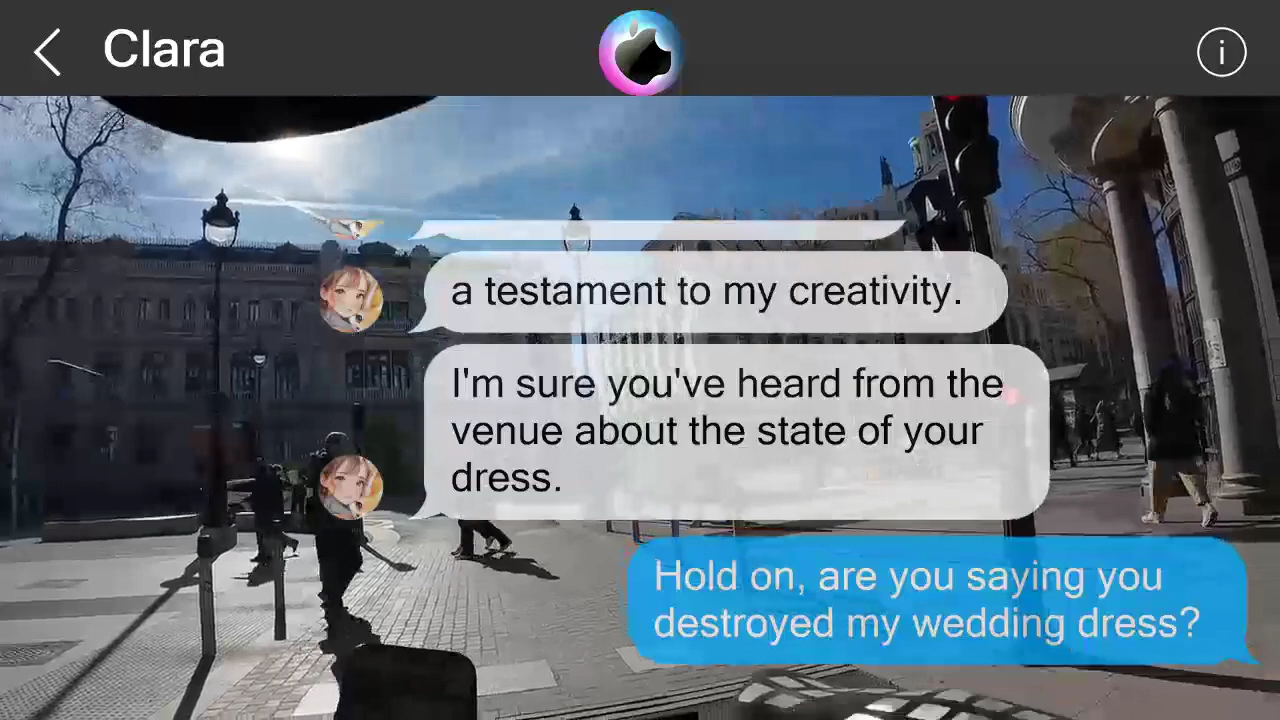 Clara
i
a testament to my creativity.
I'm sure you've heard from the
venue about the state of your
dress.
Hold on, are you saying you
destroyed my wedding dress?